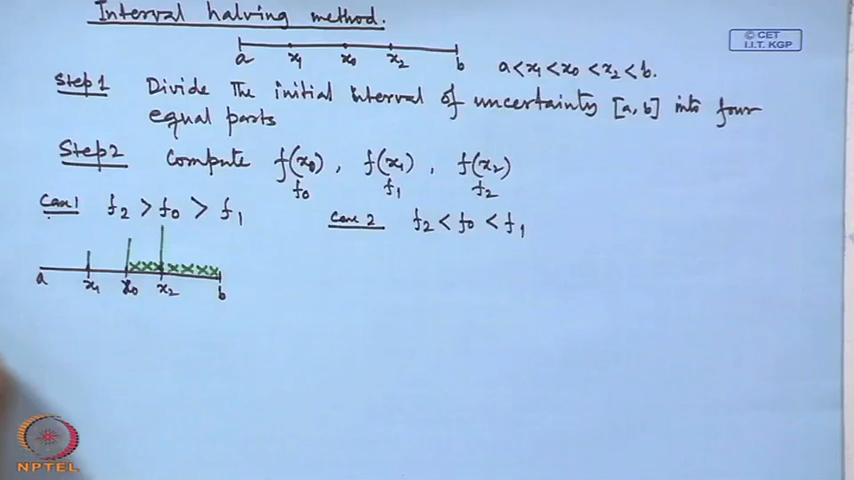 Interval halving method.
© CET
I.I.T. KGP
a x₁ x₀ x₂ b a < x₁ < x₀ < x₂ < b.
Step 1 Divide The initial interval of uncertainty [a, b] into four
equal parts
Step 2 Compute f(x₀), f(x₁), f(x₂)
f₀ f₁ f₂
Case 1 f₂ > f₀ > f₁ Case 2 f₂ < f₀ < f₁
a x₁ x₀ x₂ b
NPTEL